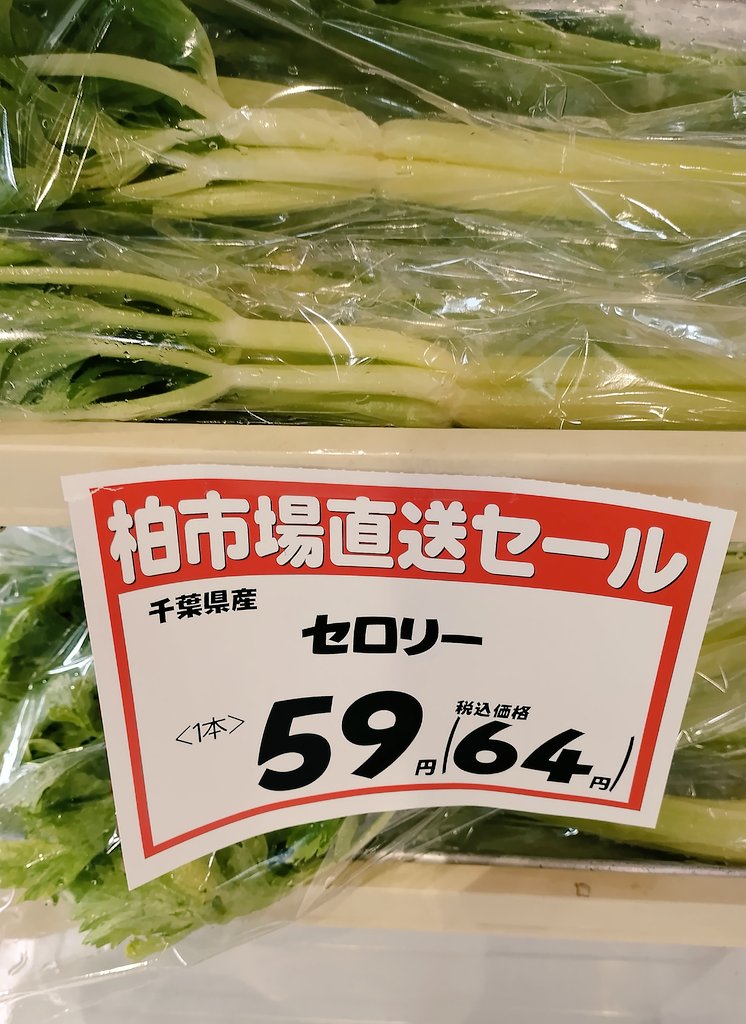 柏市場直送セール
千葉県産
セロリー
税込価格
<1本> 59円(64円)